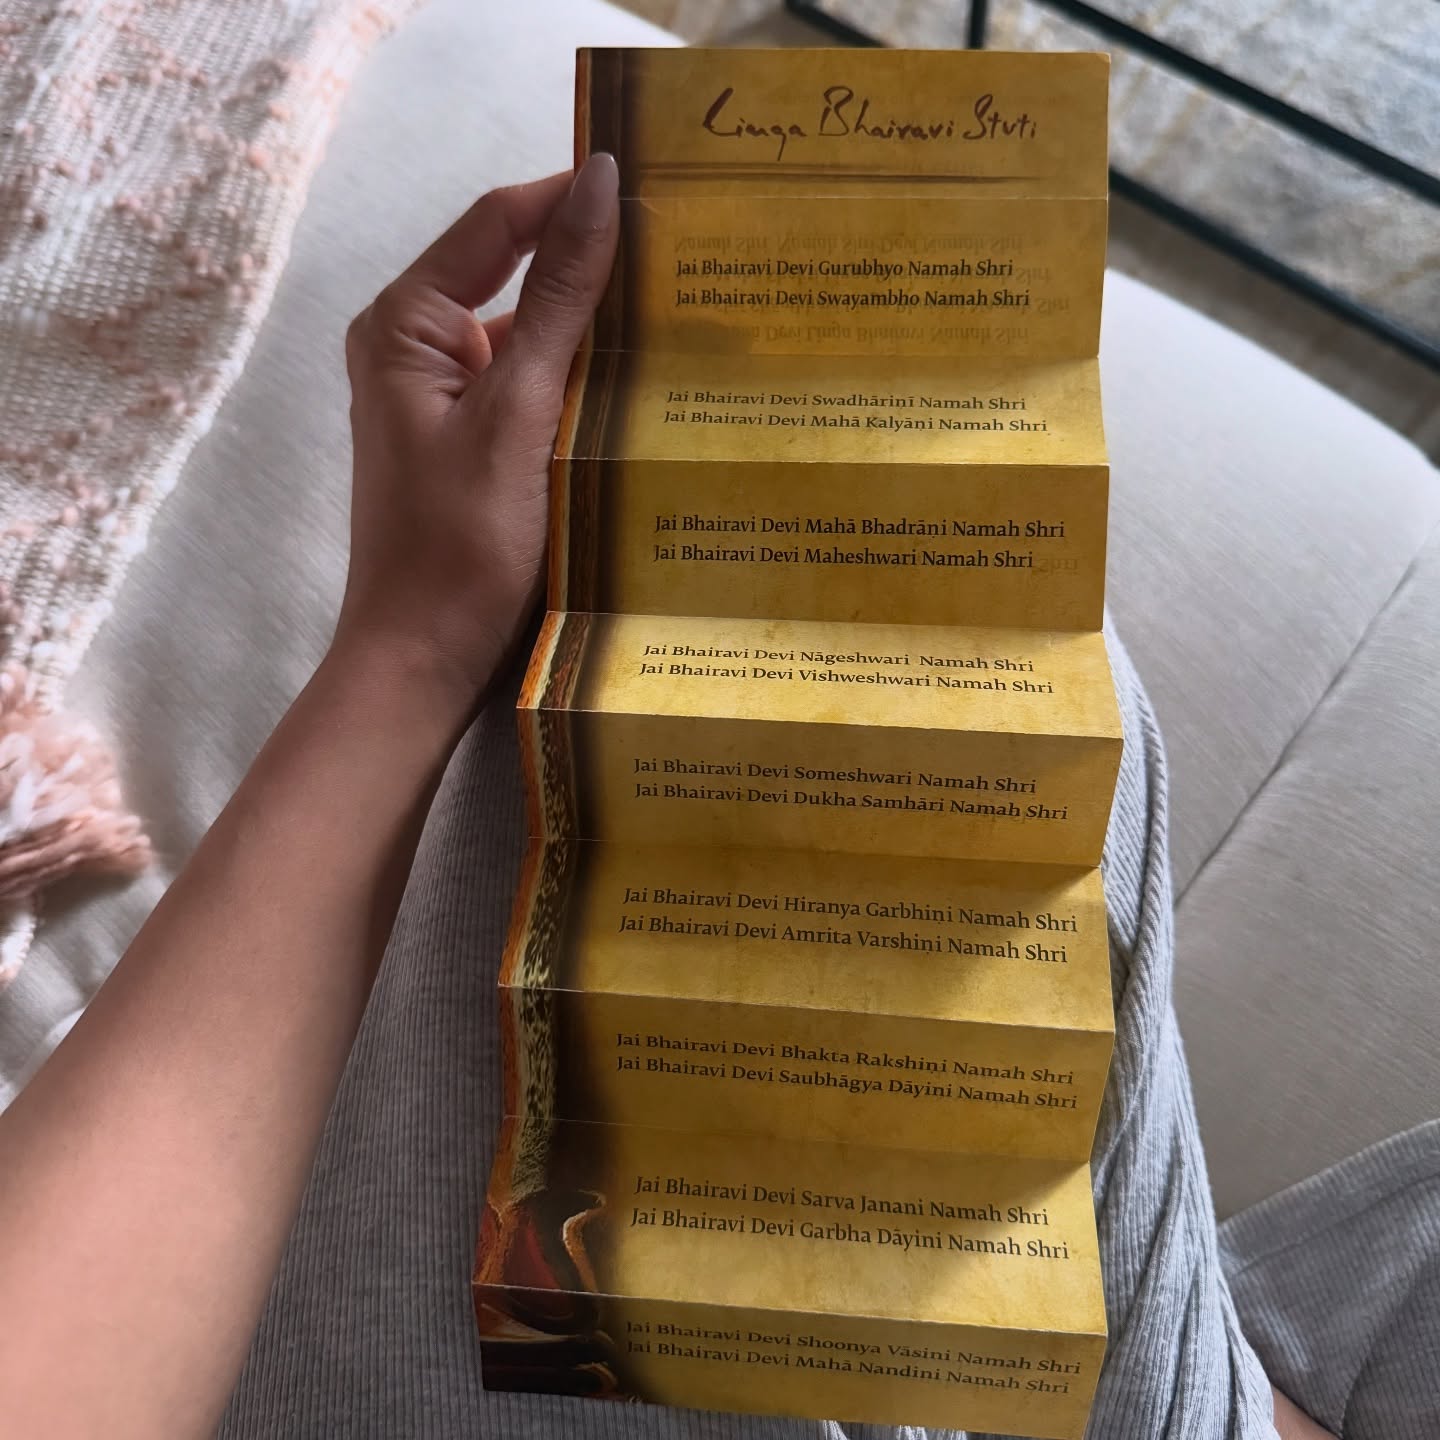 Linga Bhairavi Stuti
Jai Bhairavi Devi Gurubhyo Namah Shri
Jai Bhairavi Devi Swayambho Namah Shri
Jai Bhairavi Devi Swadhārinī Namah Shri
Jai Bhairavi Devi Mahā Kalyāṇi Namah Shri
Jai Bhairavi Devi Mahā Bhadrāṇi Namah Shri
Jai Bhairavi Devi Maheshwari Namah Shri
Jai Bhairavi Devi Nāgeshwari Namah Shri
Jai Bhairavi Devi Vishweshwari Namah Shri
Jai Bhairavi Devi Someshwari Namah Shri
Jai Bhairavi Devi Dukha Samhāri Namah Shri
Jai Bhairavi Devi Hiranya Garbhiṇi Namah Shri
Jai Bhairavi Devi Amrita Varshiṇi Namah Shri
Jai Bhairavi Devi Bhakta Rakshiṇi Namah Shri
Jai Bhairavi Devi Saubhāgya Dāyini Namah Shri
Jai Bhairavi Devi Sarva Janani Namah Shri
Jai Bhairavi Devi Garbha Dāyini Namah Shri
Jai Bhairavi Devi Shoonya Vāsini Namah Shri
Jai Bhairavi Devi Mahā Nandini Namah Shri